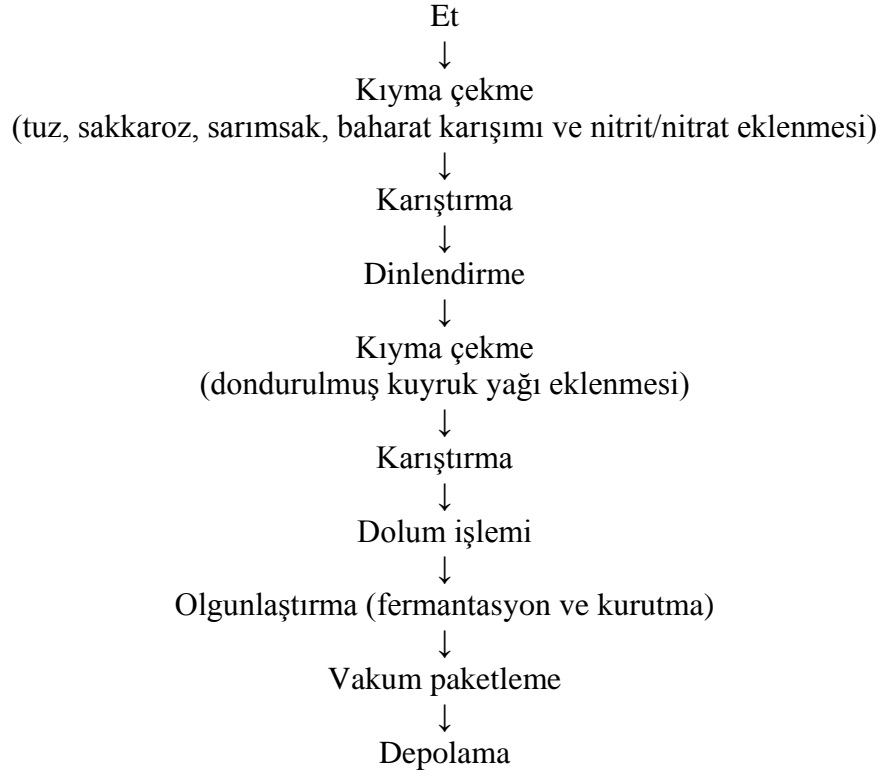 Et
↓
Kıyma çekme
(tuz, sakkaroz, sarımsak, baharat karışımı ve nitrit/nitrat eklenmesi)
↓
Karıştırma
↓
Dinlendirme
↓
Kıyma çekme
(dondurulmuş kuyruk yağı eklenmesi)
↓
Karıştırma
↓
Dolum işlemi
↓
Olgunlaştırma (fermantasyon ve kurutma)
↓
Vakum paketleme
↓
Depolama